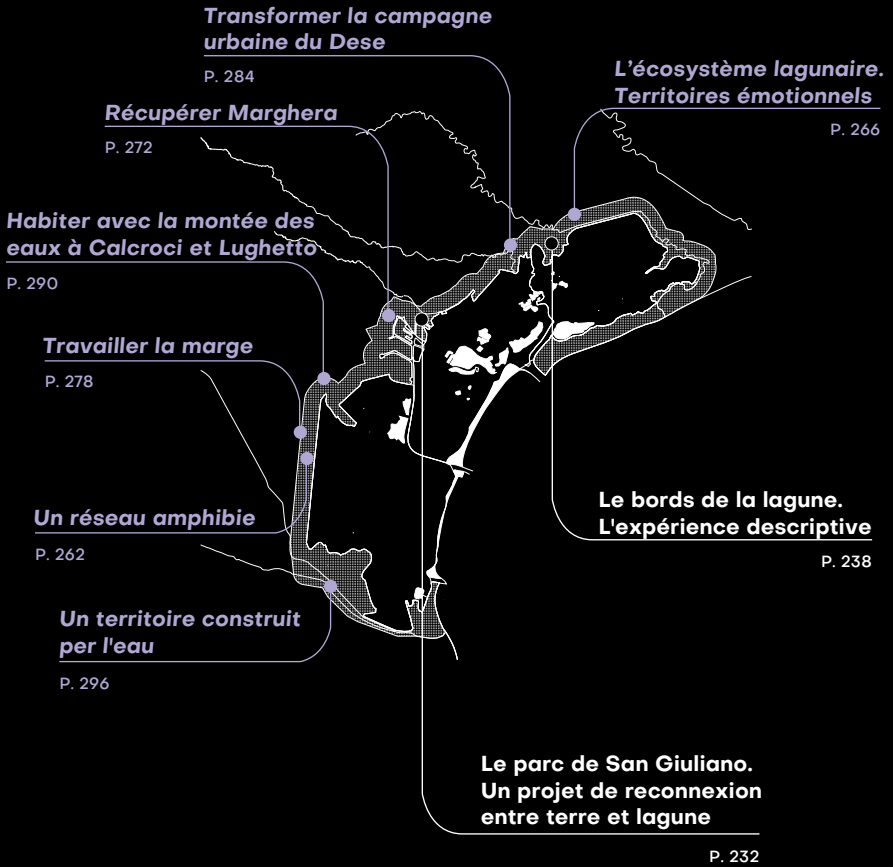 Transformer la campagne
urbaine du Dese
P. 284
L'écosystème lagunaire.
Territoires émotionnels
P. 266
Récupérer Marghera
P. 272
Habiter avec la montée des
eaux à Calcroci et Lughetto
P. 290
Travailler la marge
P. 278
Un réseau amphibie
P. 262
Un territoire construit
per l'eau
P. 296
Le bords de la lagune.
L'expérience descriptive
P. 238
Le parc de San Giuliano.
Un projet de reconnexion
entre terre et lagune
P. 232